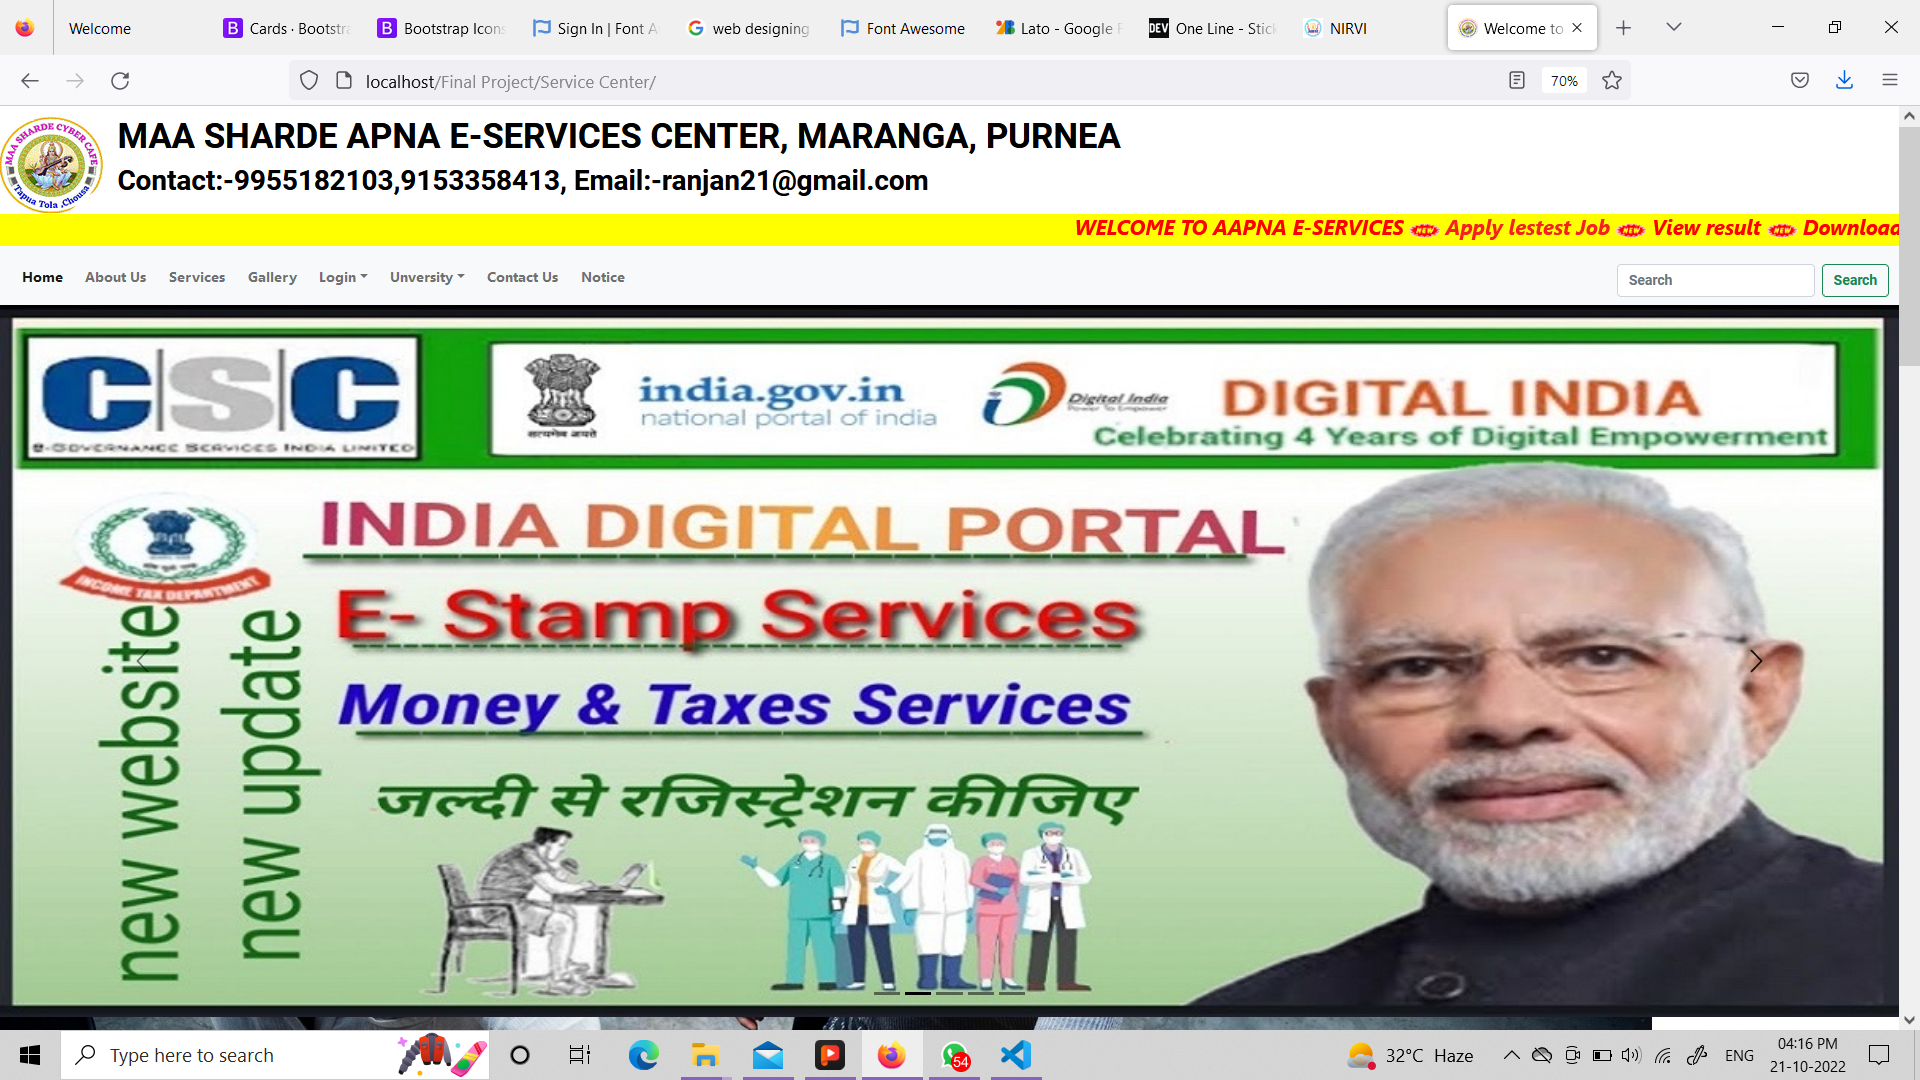 Welcome
Cards · Bootstra
Bootstrap Icons
Sign In | Font A
web designing
Font Awesome
Lato - Google F
DEV
One Line - Stick
NIRVI
Welcome to
localhost/Final Project/Service Center/
70%
MAA SHARDE CYBER CAFE
Tapua Tola ,Chousa
MAA SHARDE APNA E-SERVICES CENTER, MARANGA, PURNEA
Contact:-9955182103,9153358413, Email:-ranjan21@gmail.com
WELCOME TO AAPNA E-SERVICES Apply lestest Job View result Download
Home About Us Services Gallery Login Unversity Contact Us Notice
Search Search
CSC
e-Governance Services India Limited
सत्यमेव जयते
india.gov.in
national portal of india
Digital India
Power To Empower
DIGITAL INDIA
Celebrating 4 Years of Digital Empowerment
INCOME TAX DEPARTMENT
INDIA DIGITAL PORTAL
E- Stamp Services
Money & Taxes Services
new website
new update
जल्दी से रजिस्ट्रेशन कीजिए
Type here to search
54
32°C Haze
ENG
04:16 PM
21-10-2022